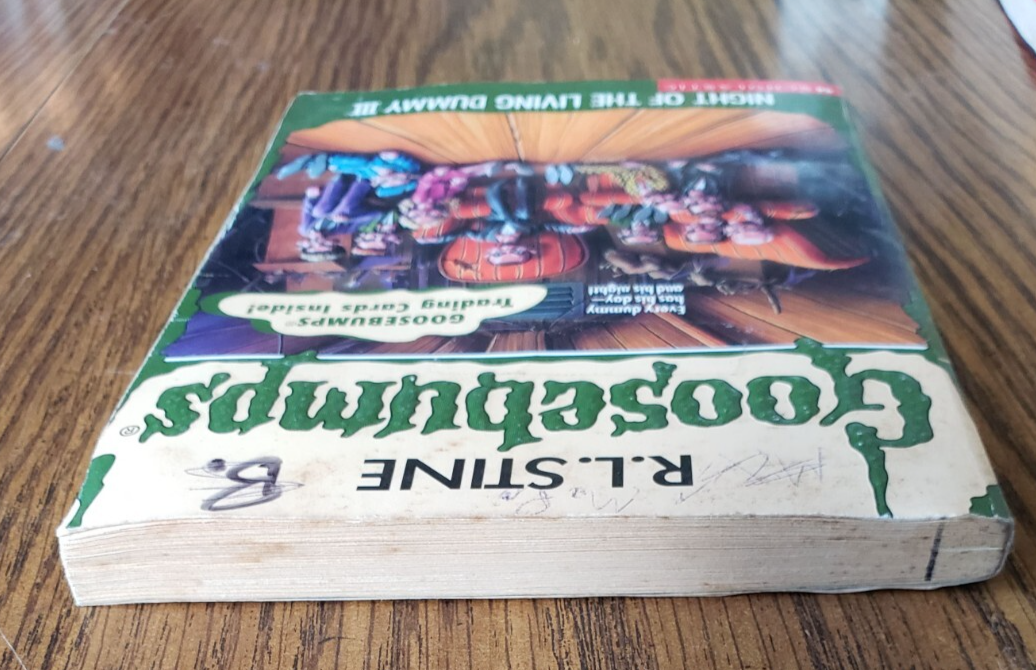 R.L. STINE
B
Goosebumps®
GOOSEBUMPS®
Trading Cards Inside!
Every dummy
has his day—
and his night!
NIGHT OF THE LIVING DUMMY III